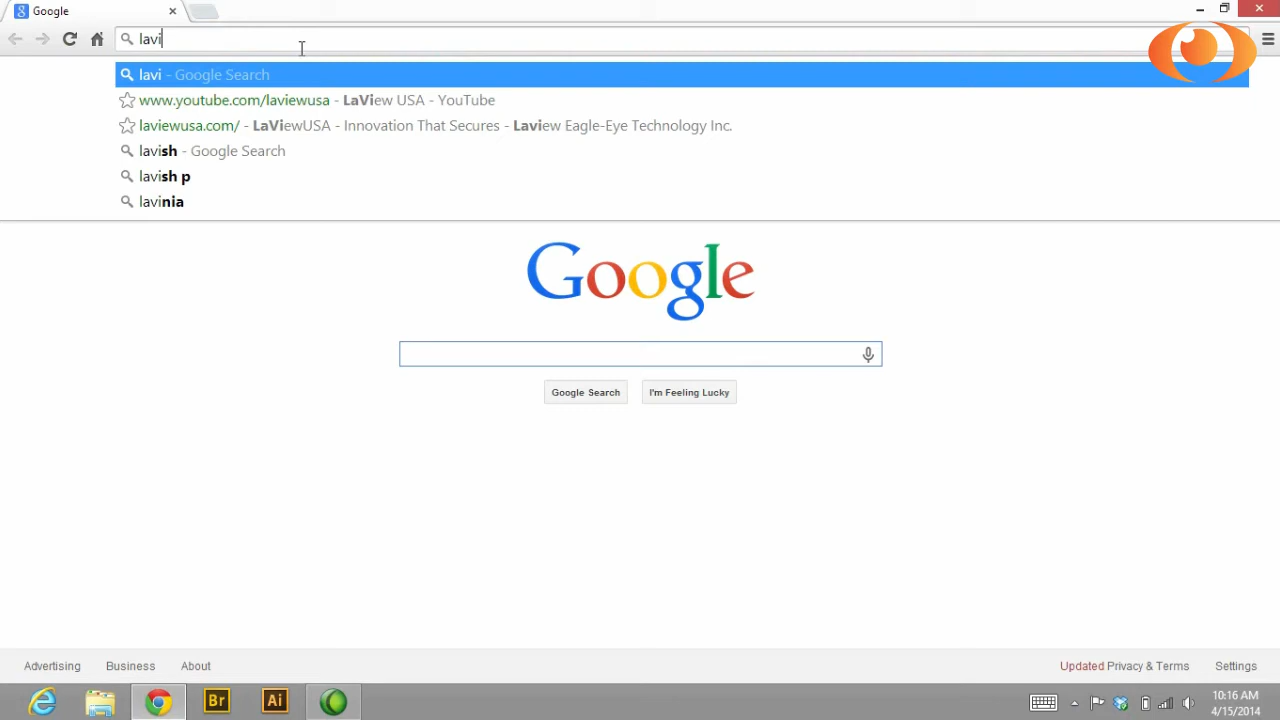 Google
lavi
lavi - Google Search
www.youtube.com/laviewusa - LaView USA - YouTube
laviewusa.com/ - LaViewUSA - Innovation That Secures - Laview Eagle-Eye Technology Inc.
lavish - Google Search
lavish p
lavinia
Google
Google Search I'm Feeling Lucky
Advertising Business About Updated Privacy & Terms Settings
Br Ai
10:16 AM
4/15/2014